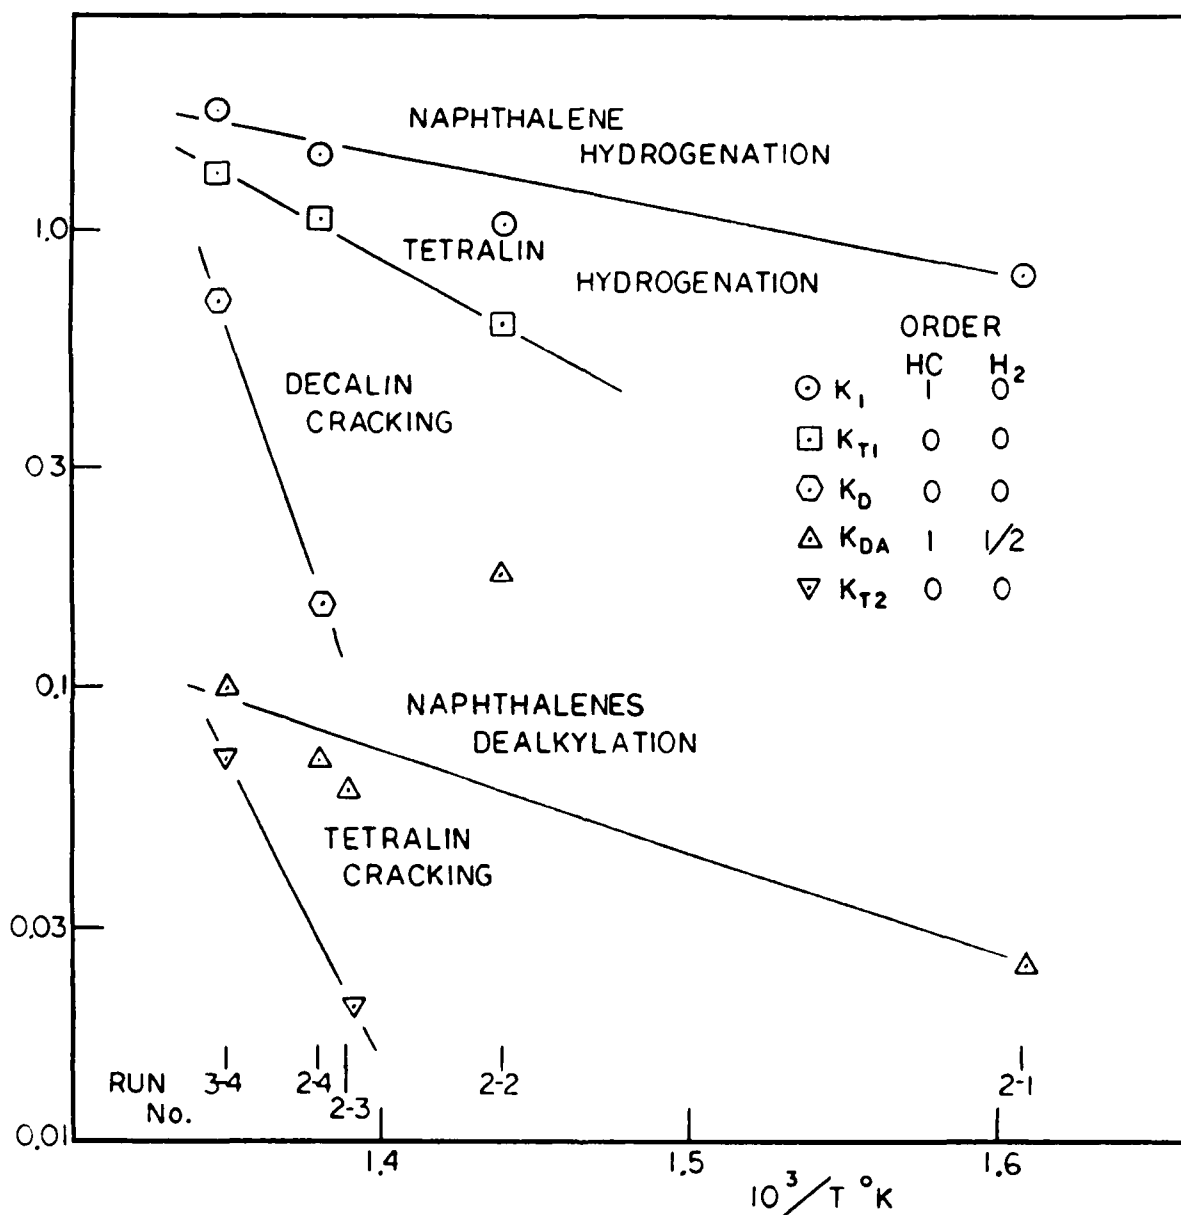 NAPHTHALENE
HYDROGENATION
1.0
TETRALIN
HYDROGENATION
ORDER
HC H2
K1 1 0
DECALIN
CRACKING
KT1 0 0
0.3
KD 0 0
KDA 1 1/2
KT2 0 0
0.1
NAPHTHALENES
DEALKYLATION
TETRALIN
CRACKING
0.03
RUN No.
3-4
2-4
2-3
2-2
2-1
0.01
1.4
1.5
1.6
10³/T °K